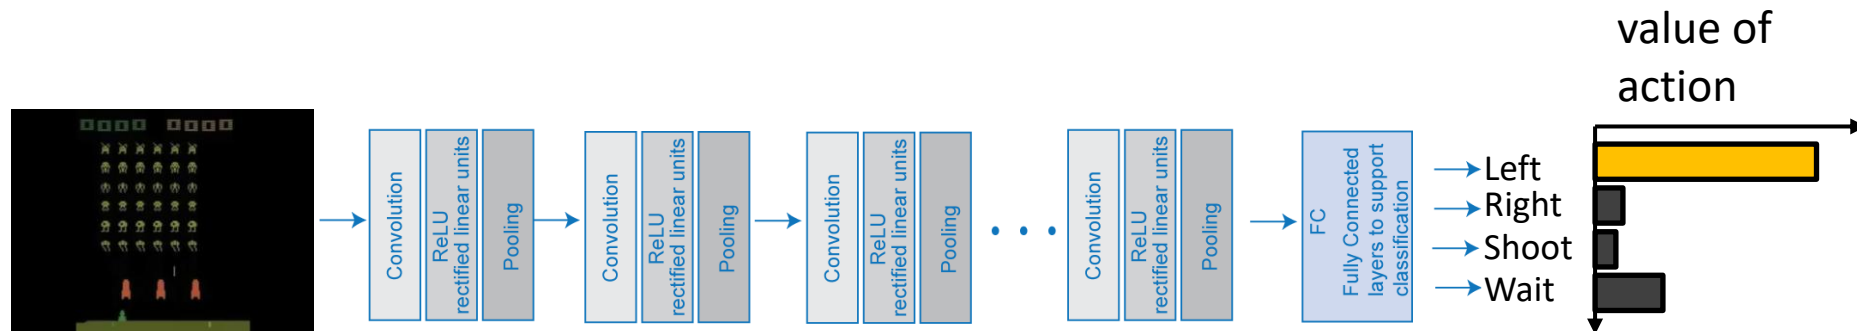 value of
action
Convolution
ReLU
rectified linear units
Pooling
Convolution
ReLU
rectified linear units
Pooling
Convolution
ReLU
rectified linear units
Pooling
• • •
Convolution
ReLU
rectified linear units
Pooling
FC
Fully Connected
layers to support
classification
Left
Right
Shoot
Wait